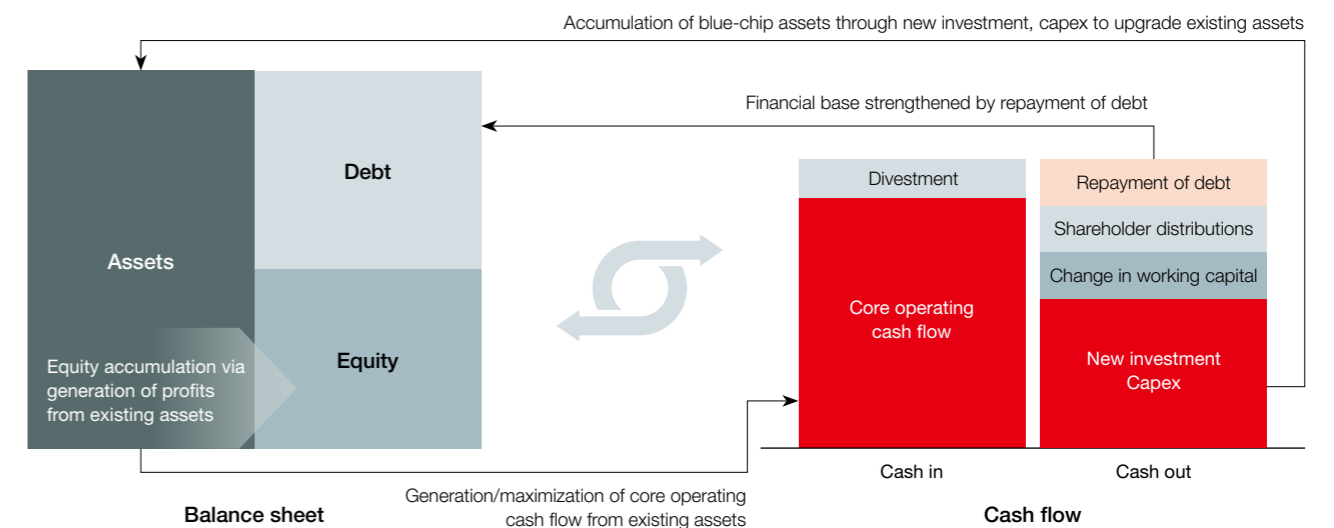 Accumulation of blue-chip assets through new investment, capex to upgrade existing assets
Financial base strengthened by repayment of debt
Debt
Assets
Equity
Equity accumulation via
generation of profits
from existing assets
Divestment
Core operating
cash flow
Repayment of debt
Shareholder distributions
Change in working capital
New investment
Capex
Cash in
Cash out
Generation/maximization of core operating
cash flow from existing assets
Balance sheet
Cash flow